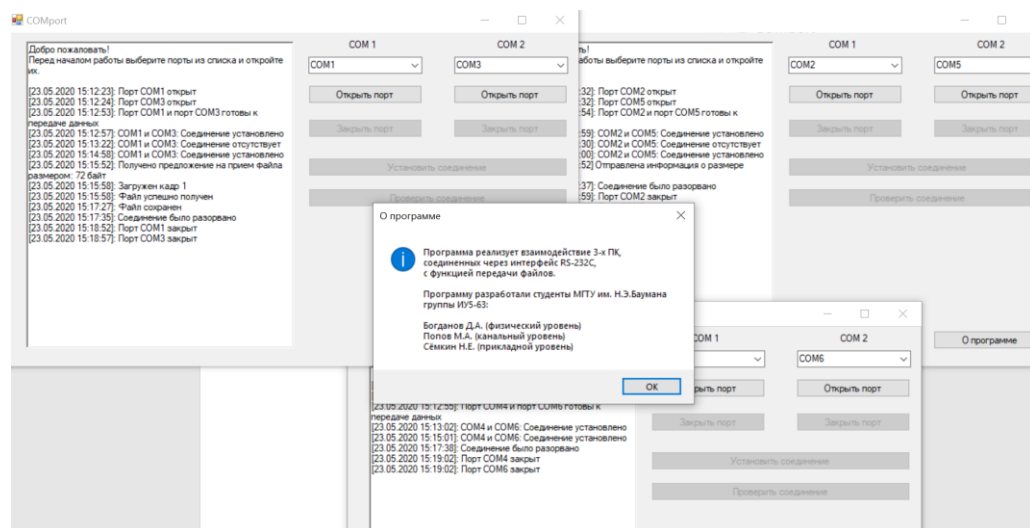 COMport
Добро пожаловать!
Перед началом работы выберите порты из списка и откройте
их.
[23.05.2020 15:12:23]: Порт COM1 открыт
[23.05.2020 15:12:24]: Порт COM3 открыт
[23.05.2020 15:12:53]: Порт COM1 и порт COM3 готовы к
передаче данных
[23.05.2020 15:12:57]: COM1 и COM3: Соединение установлено
[23.05.2020 15:13:22]: COM1 и COM3: Соединение отсутствует
[23.05.2020 15:14:58]: COM1 и COM3: Соединение установлено
[23.05.2020 15:15:52]: Получено предложение на прием файла
размером: 72 байт
[23.05.2020 15:15:58]: Загружен кадр 1
[23.05.2020 15:15:58]: Файл успешно получен
[23.05.2020 15:17:27]: Файл сохранен
[23.05.2020 15:17:35]: Соединение было разорвано
[23.05.2020 15:18:52]: Порт COM1 закрыт
[23.05.2020 15:18:57]: Порт COM3 закрыт
COM 1
COM 2
COM1
COM3
Открыть порт
Открыть порт
Закрыть порт
Закрыть порт
Установить соединение
Проверить соединение
ть!
аботы выберите порты из списка и откройте
:32]: Порт COM2 открыт
:32]: Порт COM5 открыт
:54]: Порт COM2 и порт COM5 готовы к
:59]: COM2 и COM5: Соединение установлено
:30]: COM2 и COM5: Соединение отсутствует
:00]: COM2 и COM5: Соединение установлено
:52] Отправлена информация о размере
:37]: Соединение было разорвано
:59]: Порт COM2 закрыт
COM 1
COM 2
COM2
COM5
Открыть порт
Открыть порт
Закрыть порт
Закрыть порт
Установить соединение
Проверить соединение
О программе
О программе
Программа реализует взаимодействие 3-х ПК,
соединенных через интерфейс RS-232C,
с функцией передачи файлов.
Программу разработали студенты МГТУ им. Н.Э.Баумана
группы ИУ5-63:
Богданов Д.А. (физический уровень)
Попов М.А. (канальный уровень)
Сёмкин Н.Е. (прикладной уровень)
OK
[23.05.2020 15:12:55]: Порт COM4 и порт COM6 готовы к
передаче данных
[23.05.2020 15:13:02]: COM4 и COM6: Соединение установлено
[23.05.2020 15:15:01]: COM4 и COM6: Соединение установлено
[23.05.2020 15:17:38]: Соединение было разорвано
[23.05.2020 15:19:02]: Порт COM4 закрыт
[23.05.2020 15:19:02]: Порт COM6 закрыт
COM 1
COM 2
COM6
рыть порт
Открыть порт
Закрыть порт
Закрыть порт
Установить соединение
Проверить соединение